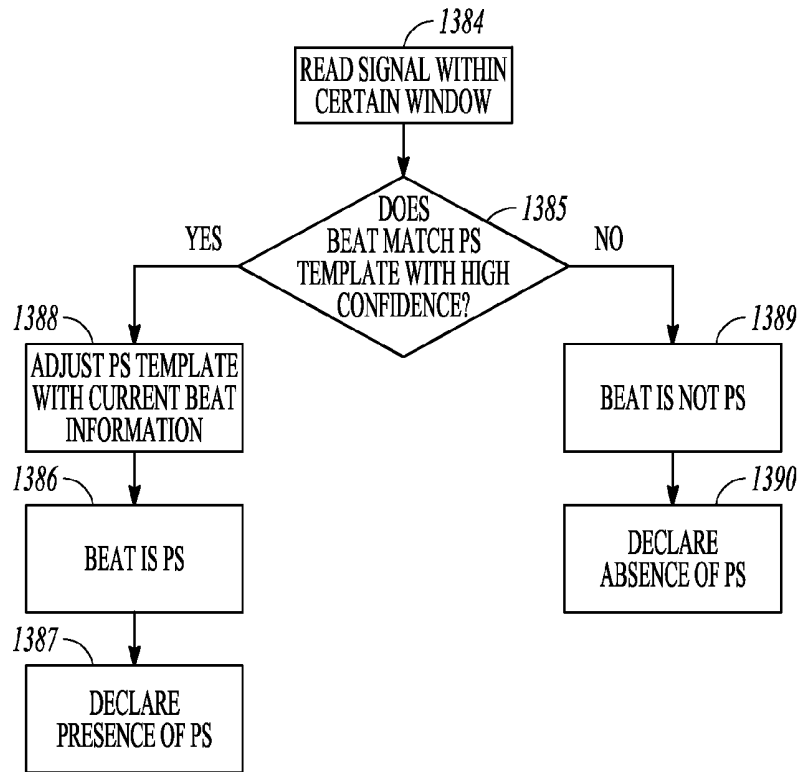 1384
READ SIGNAL WITHIN
CERTAIN WINDOW
1385
DOES
BEAT MATCH PS
TEMPLATE WITH HIGH
CONFIDENCE?
YES
NO
1388
ADJUST PS TEMPLATE
WITH CURRENT BEAT
INFORMATION
1389
BEAT IS NOT PS
1386
BEAT IS PS
1390
DECLARE
ABSENCE OF PS
1387
DECLARE
PRESENCE OF PS